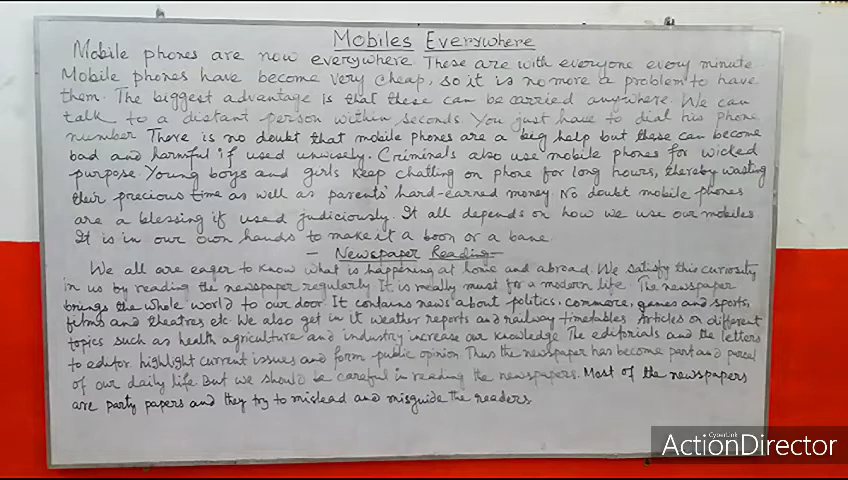 Mobiles Everywhere
Mobile phones are now everywhere. These are with everyone every minute.
Mobile phones have become very cheap, so it is no more a problem to have
them. The biggest advantage is that these can be carried anywhere. We can
talk to a distant person within seconds. You just have to dial his phone
number There is no doubt that mobile phones are a big help but these can become
bad and harmful if used unwisely. Criminals also use mobile phones for wicked
purpose. Young boys and girls keep chatting on phone for long hours, thereby wasting
their precious time as well as parents' hard-earned money. No doubt mobile phones
are a blessing if used judiciously. It all depends on how we use our mobiles.
It is in our own hands to make it a boon or a bane.
- Newspaper Reading -
We all are eager to know what is happening at home and abroad. We satisfy this curiosity
in us by reading the newspaper regularly. It is really must for a modern life. The newspaper
brings the whole world to our door. It contains news about politics, commerce, games and sports,
films and theatres etc. We also get in it weather reports and railway-timetables. Articles on different
topics such as health, agriculture and industry increase our knowledge. The editorials and the letters
to editor highlight current issues and form public opinion. Thus the newspaper has become part and parcel
of our daily life. But we should be careful in reading the newspapers. Most of the newspapers
are party papers and they try to mislead and misguide the readers.
CyberLink
ActionDirector